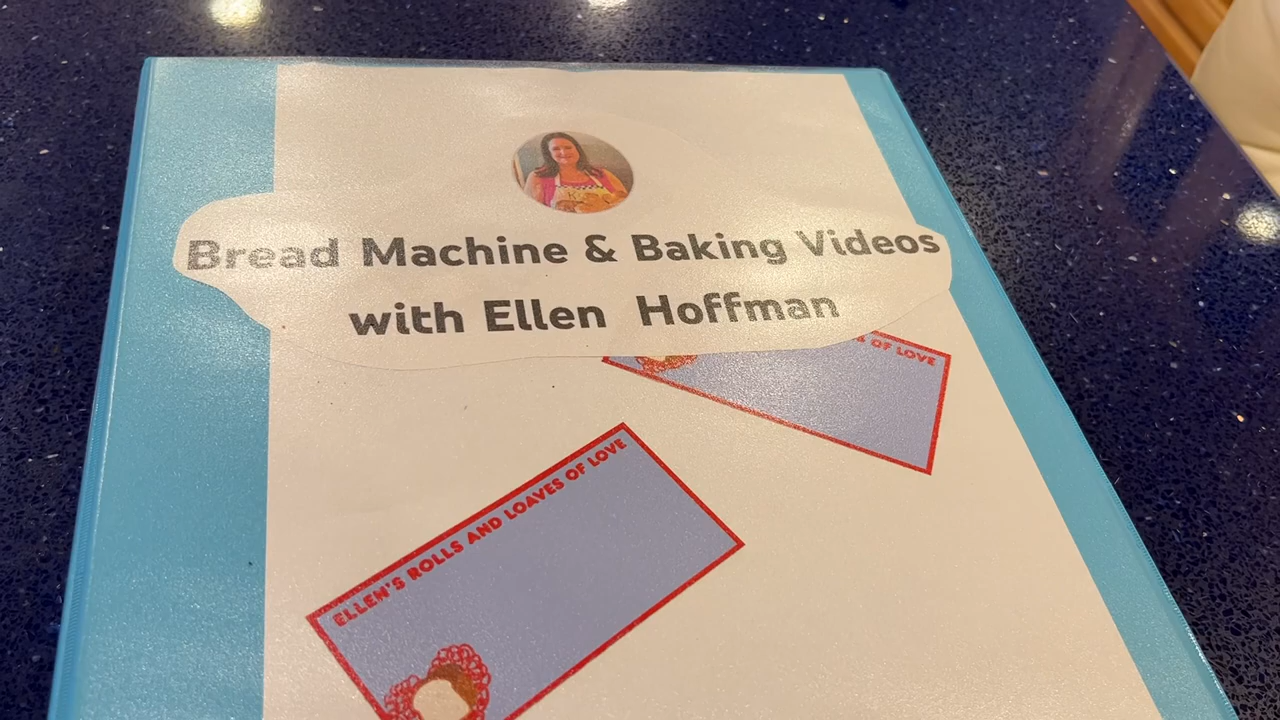 Bread Machine & Baking Videos
with Ellen Hoffman
OF LOVE
ELLEN'S ROLLS AND LOAVES OF LOVE